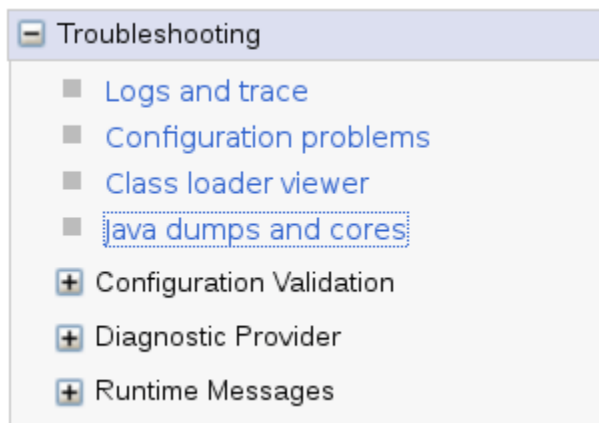 Troubleshooting
Logs and trace
Configuration problems
Class loader viewer
Java dumps and cores
Configuration Validation
Diagnostic Provider
Runtime Messages